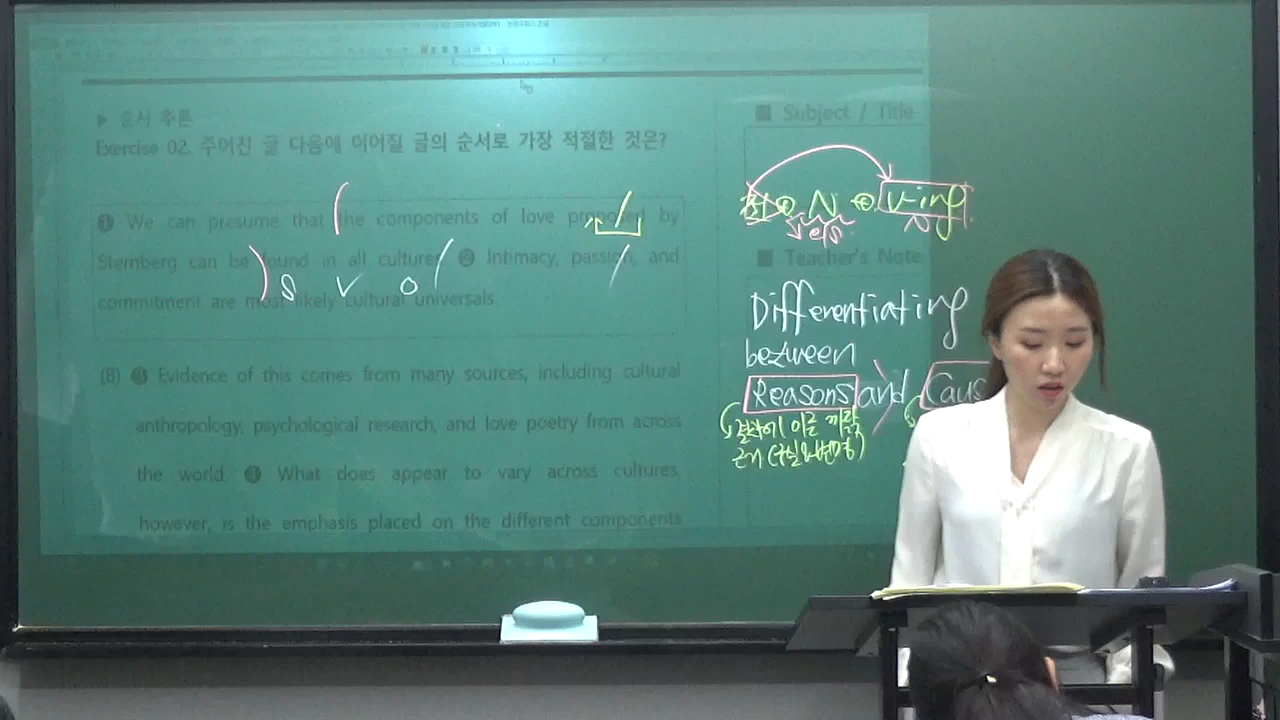 ▶ 순서 추론
Exercise 02. 주어진 글 다음에 이어질 글의 순서로 가장 적절한 것은?
❶ We can presume that the components of love proposed by
Sternberg can be found in all cultures. ❷ Intimacy, passion, and
commitment are most likely cultural universals.
S V O
(B) ❸ Evidence of this comes from many sources, including cultural
anthropology, psychological research, and love poetry from across
the world. ❹ What does appear to vary across cultures,
however, is the emphasis placed on the different components
■ Subject / Title
N V-ing
■ Teacher's Note
Differentiating
between
Reasons and Caus